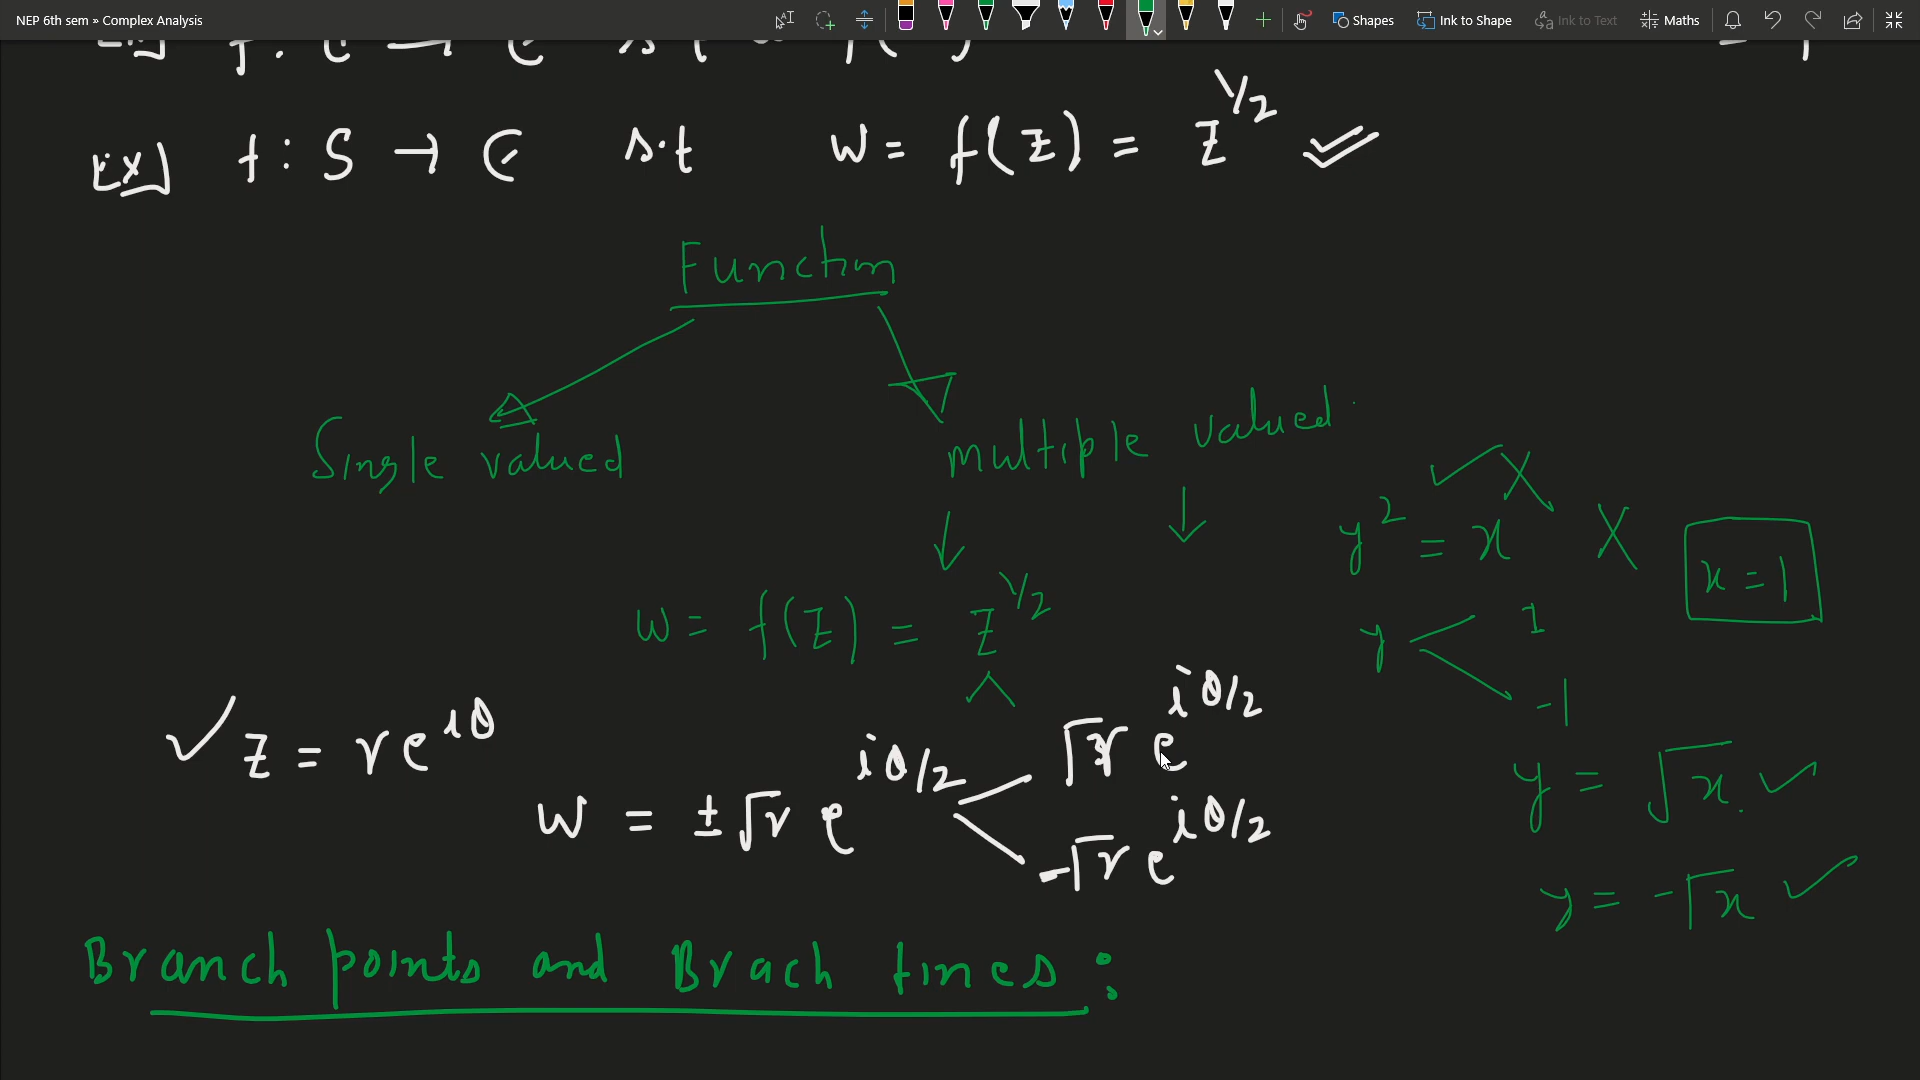 NEP 6th sem » Complex Analysis
Shapes Ink to Shape Ink to Text Maths
Ex] f : S → ℂ s.t w = f(z) = z^1/2
Function
Single valued multiple valued
y^2 = x
x = 1
w = f(z) = z^1/2
y 1
-1
z = r e^iθ
w = ± √r e^iθ/2
√r e^iθ/2
-√r e^iθ/2
y = √x
y = -√x
Branch points and Brach lines :